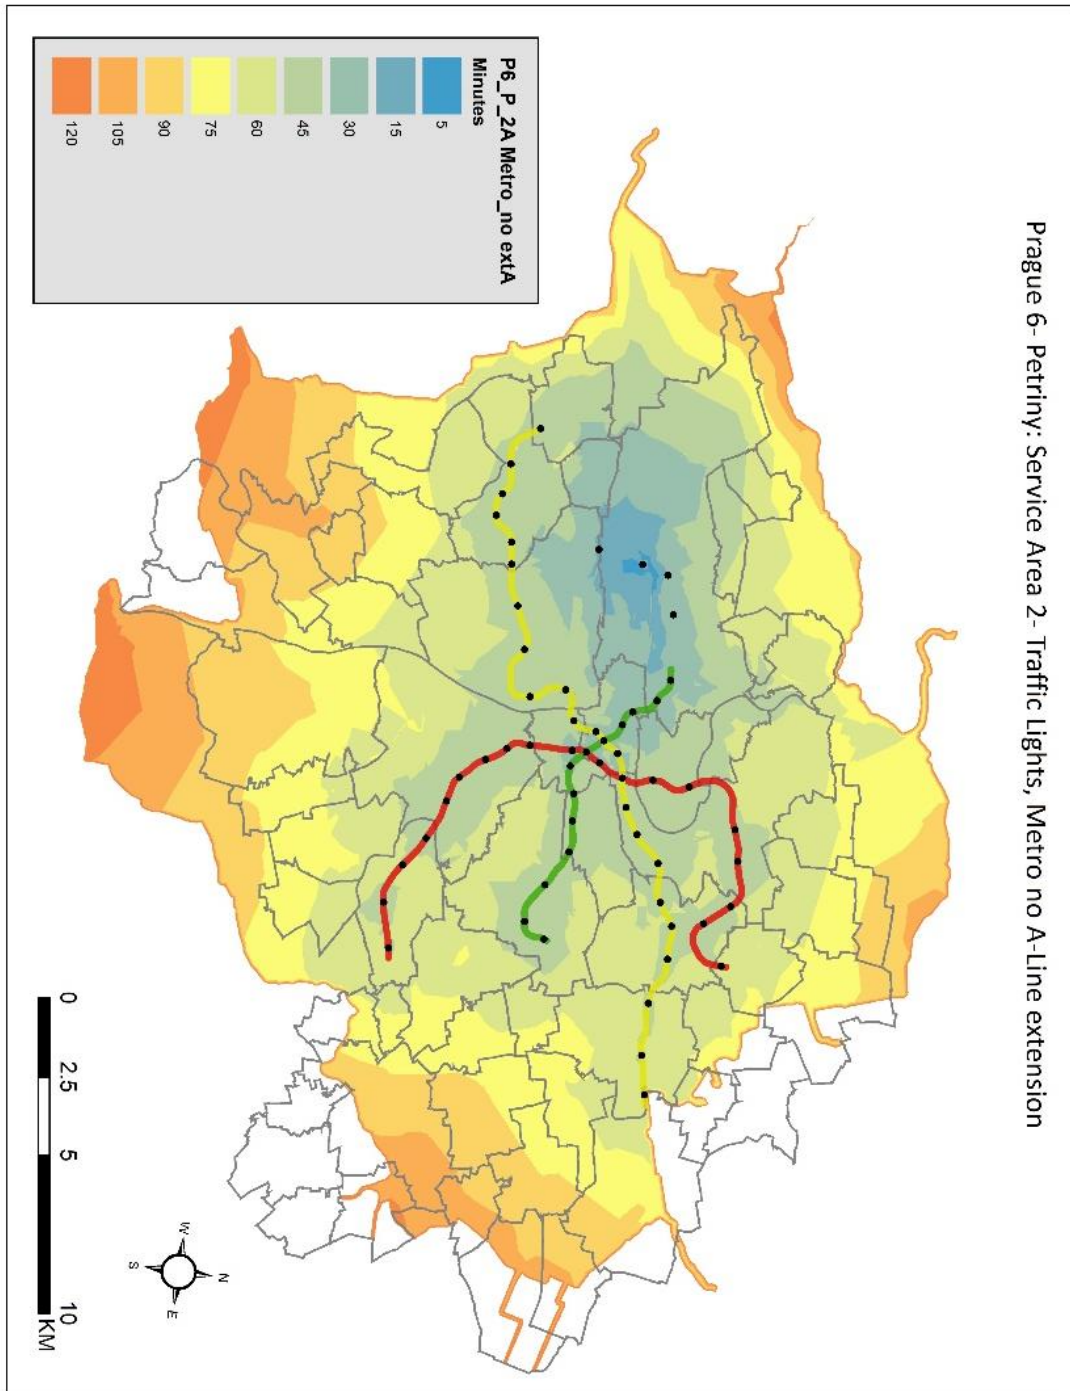 Prague 6- Petriny: Service Area 2- Traffic Lights, Metro no A-Line extension
P6_P_2A Metro_no extA
Minutes
5
15
30
45
60
75
90
105
120
0 2.5 5 10 KM
N
W E
S